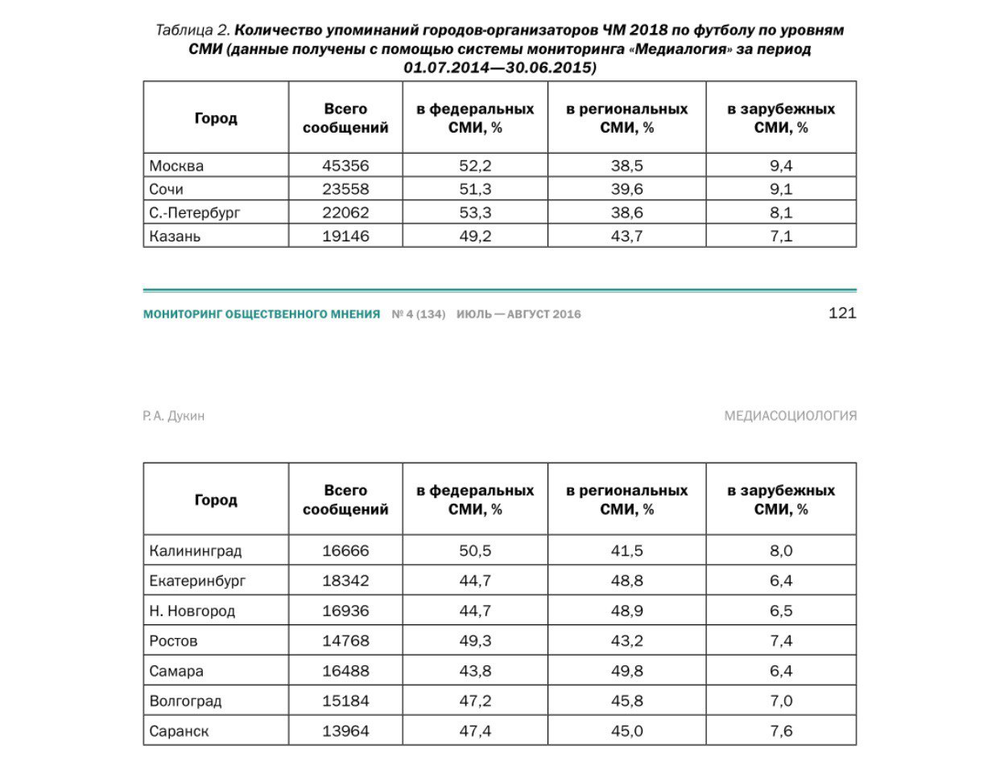 Таблица 2. Количество упоминаний городов-организаторов ЧМ 2018 по футболу по уровням
СМИ (данные получены с помощью системы мониторинга «Медиалогия» за период
01.07.2014—30.06.2015)
Город Всего сообщений в федеральных СМИ, % в региональных СМИ, % в зарубежных СМИ, %
Москва 45356 52,2 38,5 9,4
Сочи 23558 51,3 39,6 9,1
С.-Петербург 22062 53,3 38,6 8,1
Казань 19146 49,2 43,7 7,1
МОНИТОРИНГ ОБЩЕСТВЕННОГО МНЕНИЯ № 4 (134) ИЮЛЬ — АВГУСТ 2016 121
Р. А. Дукин МЕДИАСОЦИОЛОГИЯ
Город Всего сообщений в федеральных СМИ, % в региональных СМИ, % в зарубежных СМИ, %
Калининград 16666 50,5 41,5 8,0
Екатеринбург 18342 44,7 48,8 6,4
Н. Новгород 16936 44,7 48,9 6,5
Ростов 14768 49,3 43,2 7,4
Самара 16488 43,8 49,8 6,4
Волгоград 15184 47,2 45,8 7,0
Саранск 13964 47,4 45,0 7,6